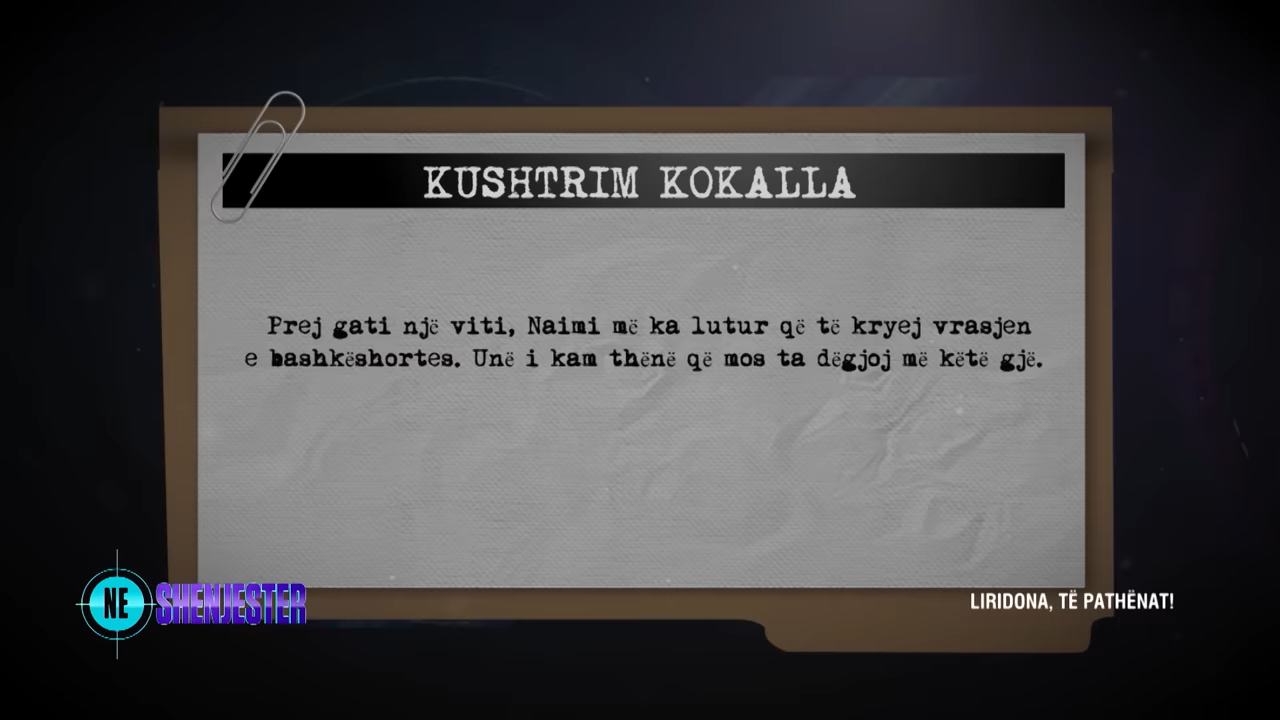 KUSHTRIM KOKALLA
Prej gati një viti, Naimi më ka lutur që të kryej vrasjen
e bashkëshortes. Unë i kam thënë që mos ta dëgjoj më këtë gjë.
NE SHENJESTER
LIRIDONA, TË PATHËNAT!